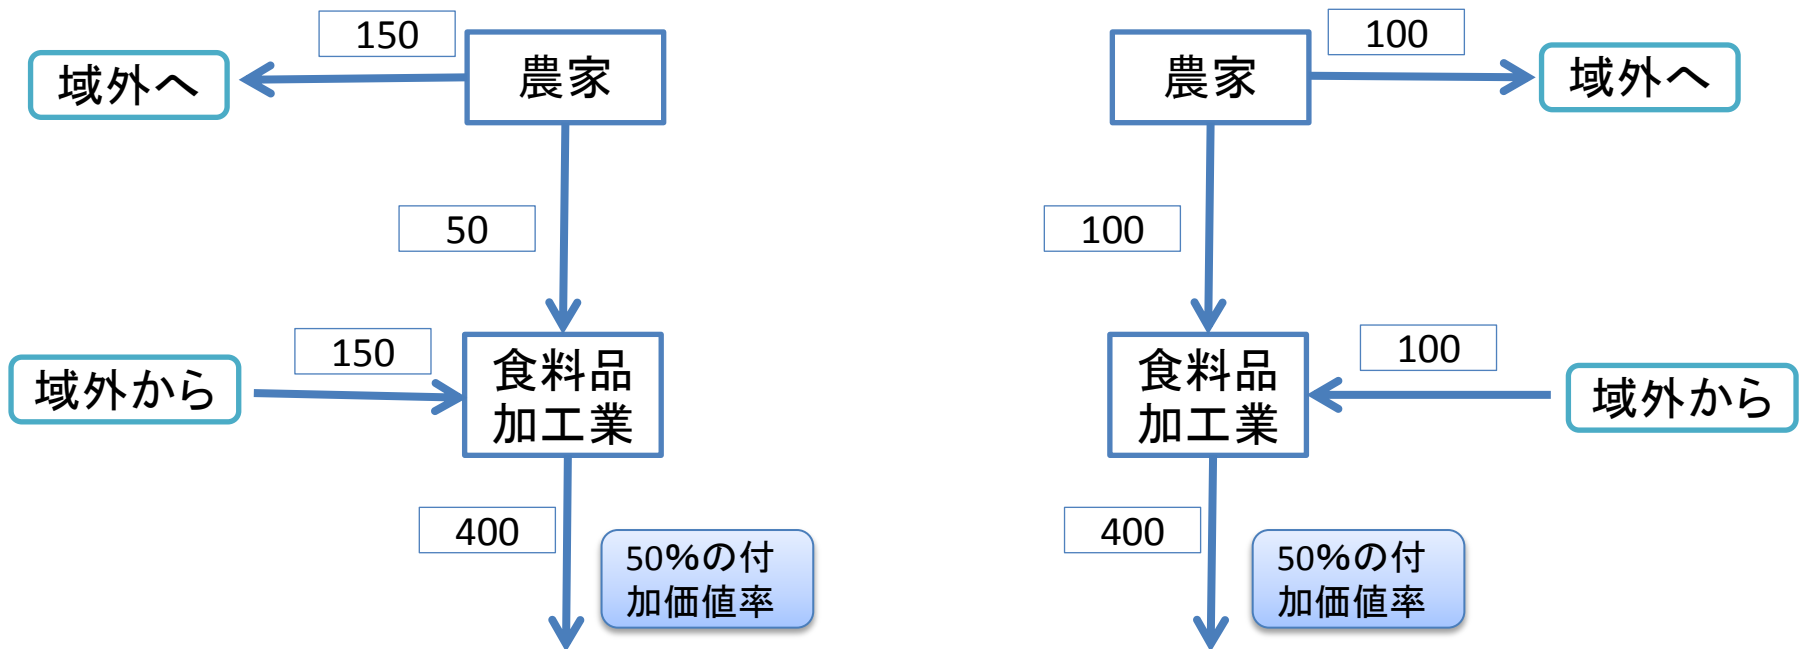 150
農家
域外へ
50
150
域外から
食料品
加工業
400
50%の付
加価値率
100
農家
域外へ
100
100
食料品
加工業
域外から
400
50%の付
加価値率